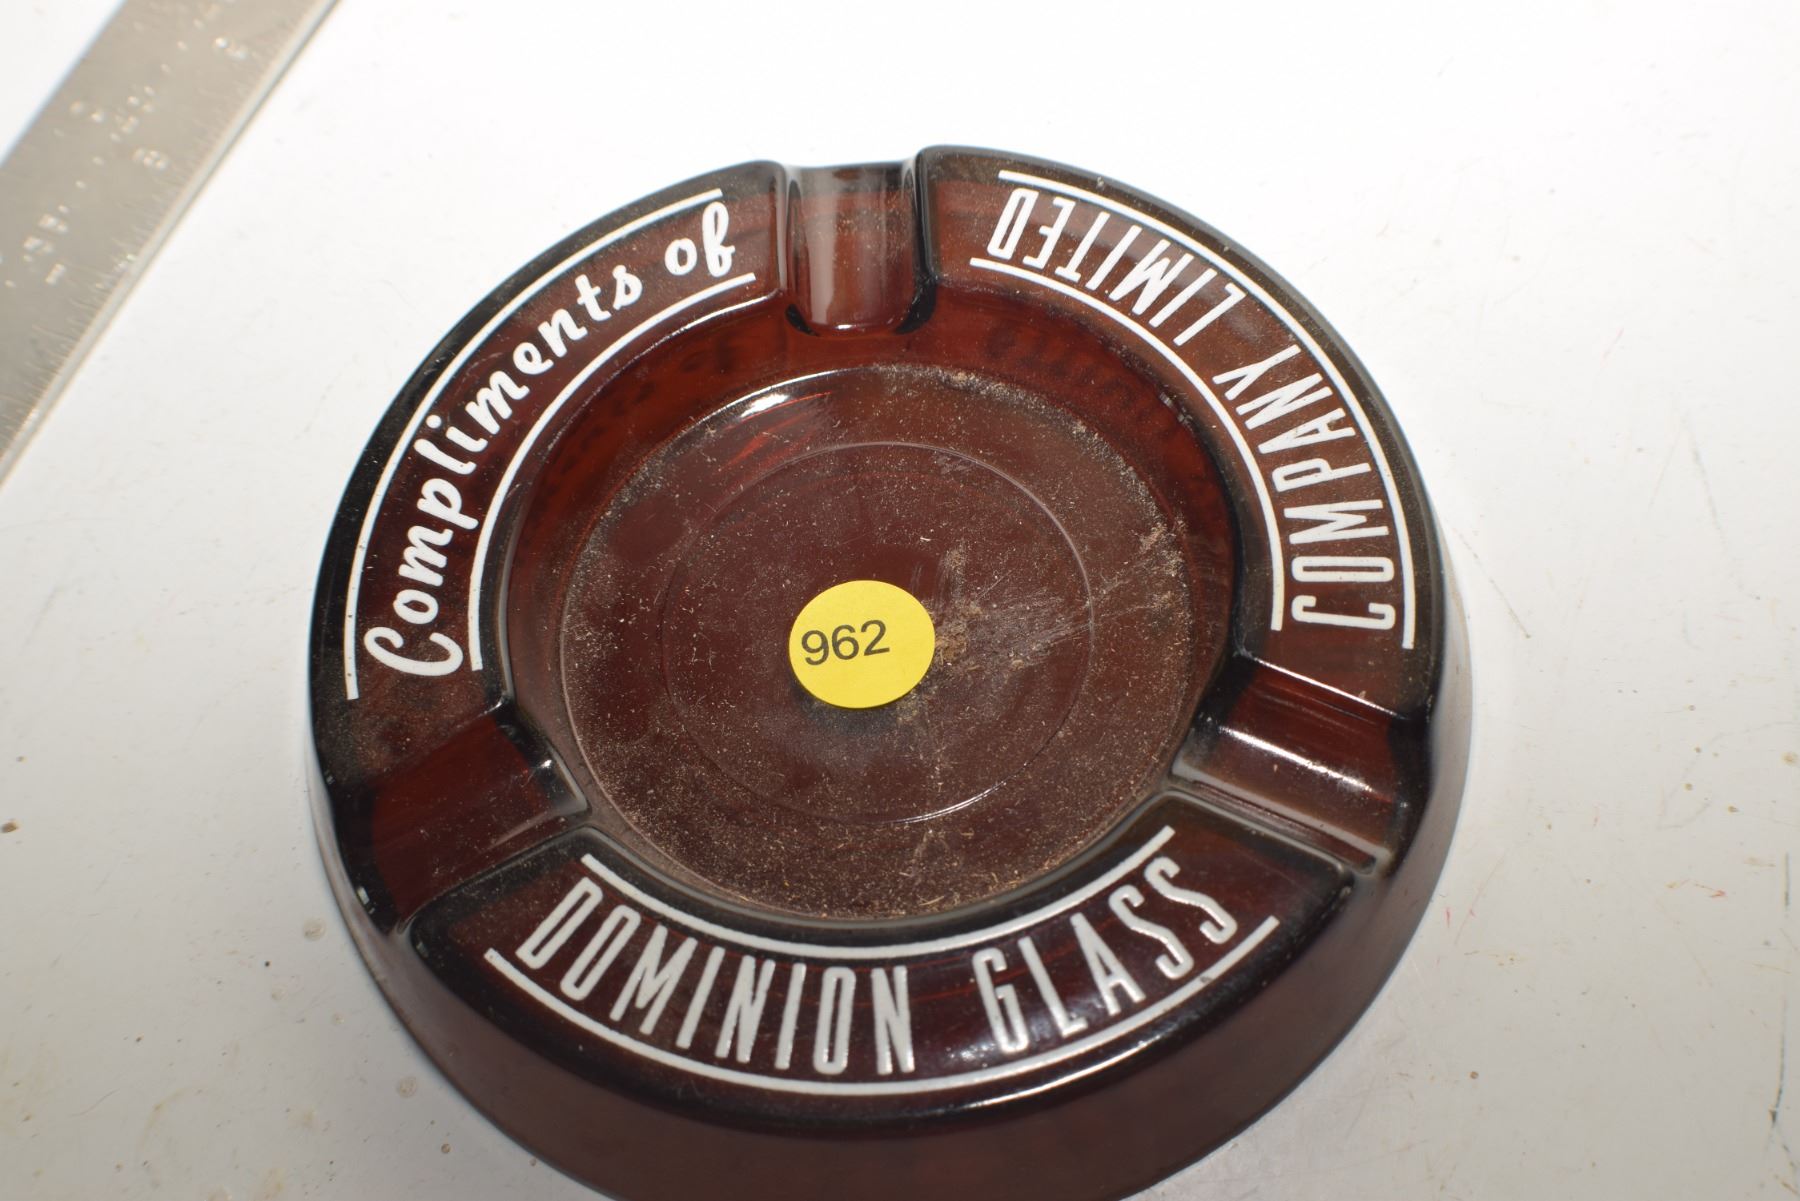 Compliments of
DOMINION GLASS
COMPANY LIMITED
962